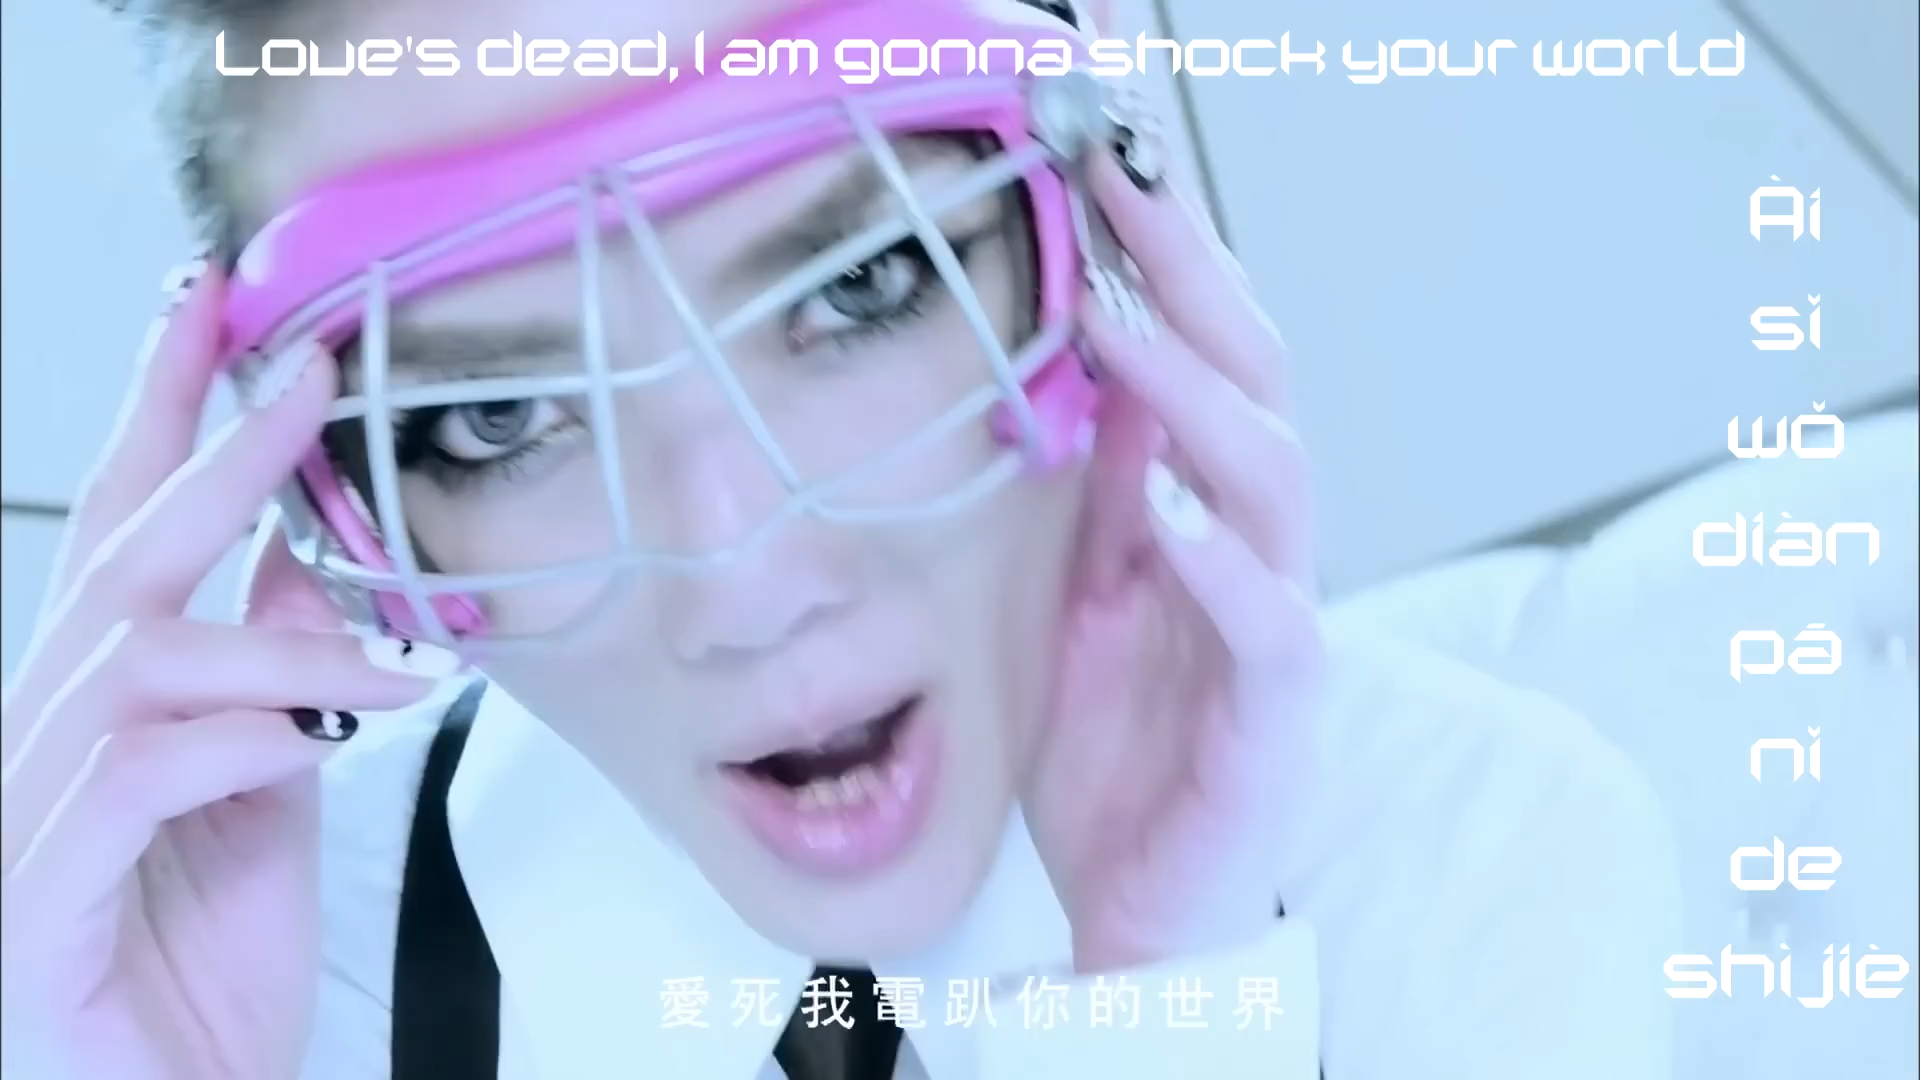 Love's dead, I am gonna shock your world
Ài
sǐ
wǒ
diàn
pā
nǐ
de
shìjiè
愛死我電趴你的世界